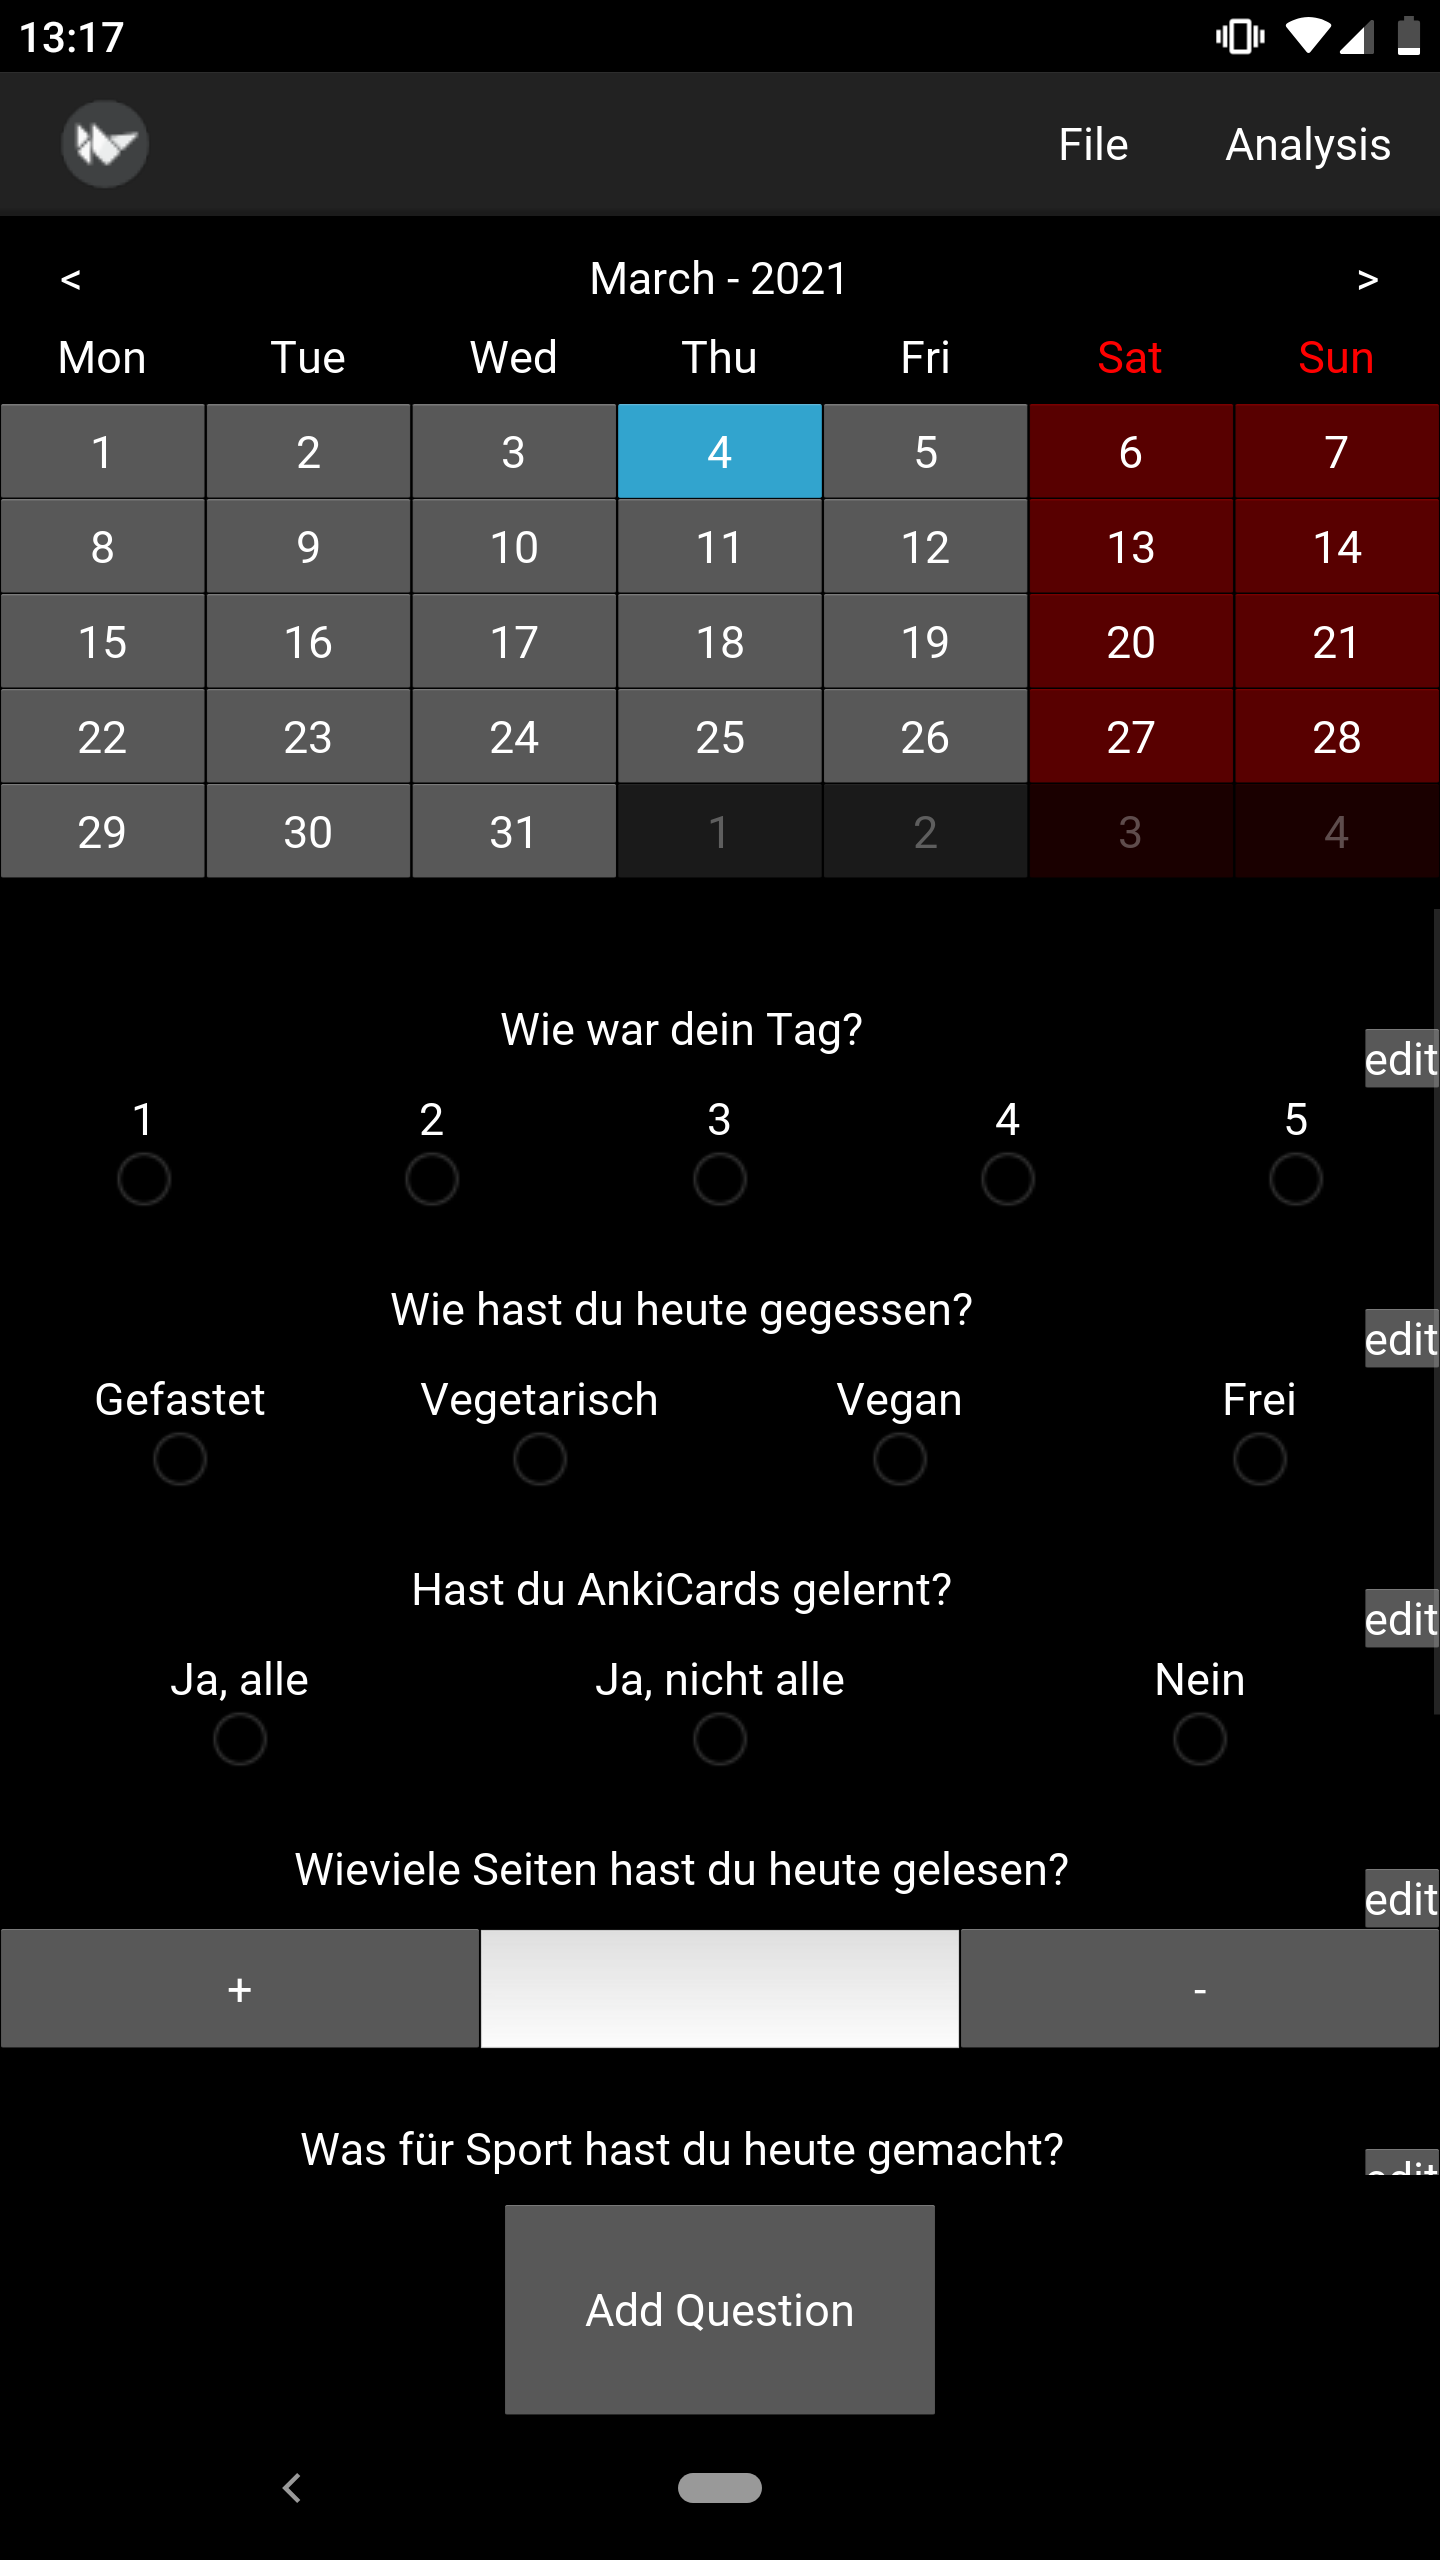 13:17
File Analysis
< March - 2021 >
Mon Tue Wed Thu Fri Sat Sun
1 2 3 4 5 6 7
8 9 10 11 12 13 14
15 16 17 18 19 20 21
22 23 24 25 26 27 28
29 30 31 1 2 3 4
Wie war dein Tag?
edit
1 2 3 4 5
Wie hast du heute gegessen?
edit
Gefastet Vegetarisch Vegan Frei
Hast du AnkiCards gelernt?
edit
Ja, alle Ja, nicht alle Nein
Wieviele Seiten hast du heute gelesen?
edit
+ -
Was für Sport hast du heute gemacht?
edit
Add Question